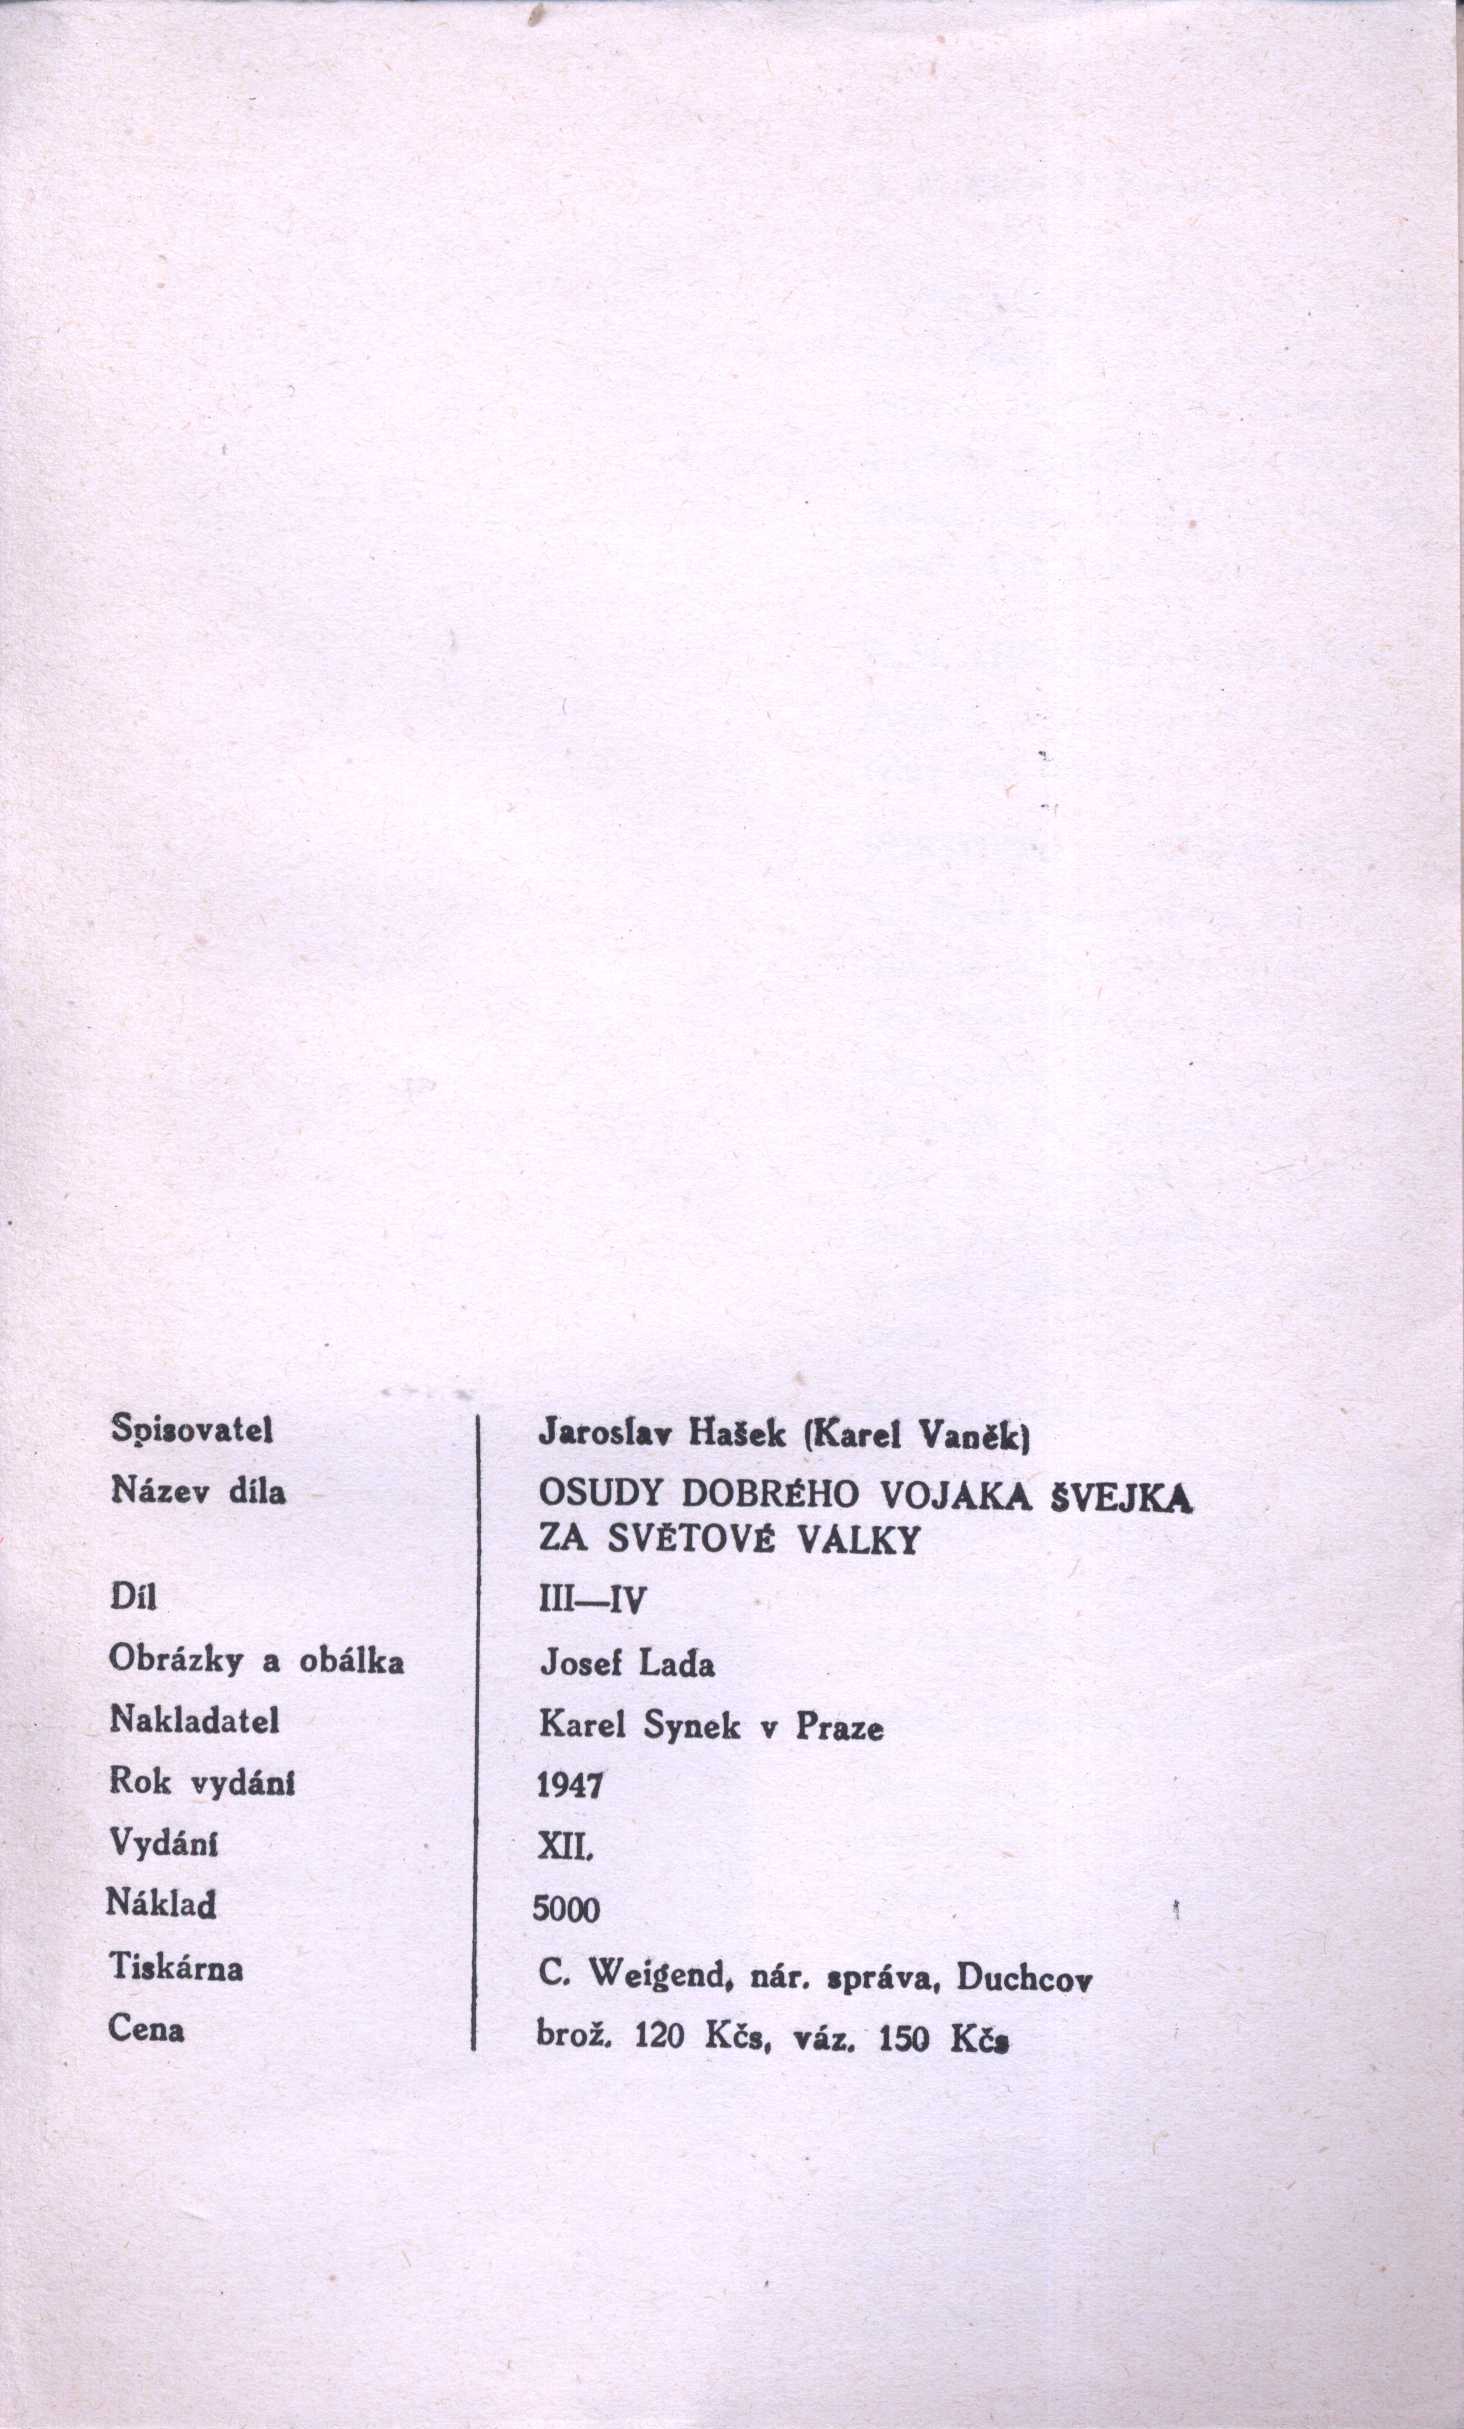 Spisovatel Jaroslav Hašek (Karel Vaněk)
Název díla OSUDY DOBRÉHO VOJAKA ŠVEJKA
ZA SVĚTOVÉ VÁLKY
Díl III—IV
Obrázky a obálka Josef Lada
Nakladatel Karel Synek v Praze
Rok vydání 1947
Vydání XII.
Náklad 5000
Tiskárna C. Weigend, nár. správa, Duchcov
Cena brož. 120 Kčs, váz. 150 Kčs